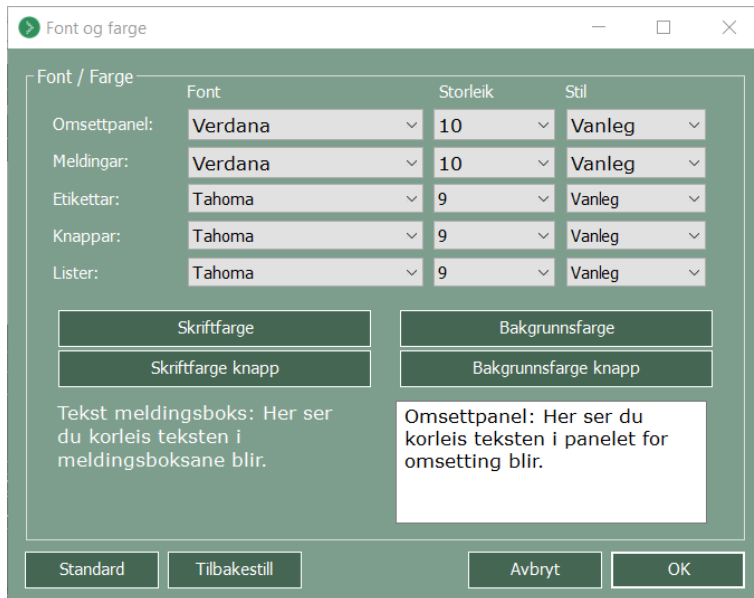 Font og farge
Font / Farge
Font Storleik Stil
Omsettpanel: Verdana 10 Vanleg
Meldingar: Verdana 10 Vanleg
Etikettar: Tahoma 9 Vanleg
Knappar: Tahoma 9 Vanleg
Lister: Tahoma 9 Vanleg
Skriftfarge Bakgrunnsfarge
Skriftfarge knapp Bakgrunnsfarge knapp
Tekst meldingsboks: Her ser
du korleis teksten i
meldingsboksane blir.
Omsettpanel: Her ser du
korleis teksten i panelet for
omsetting blir.
Standard Tilbakestill Avbryt OK